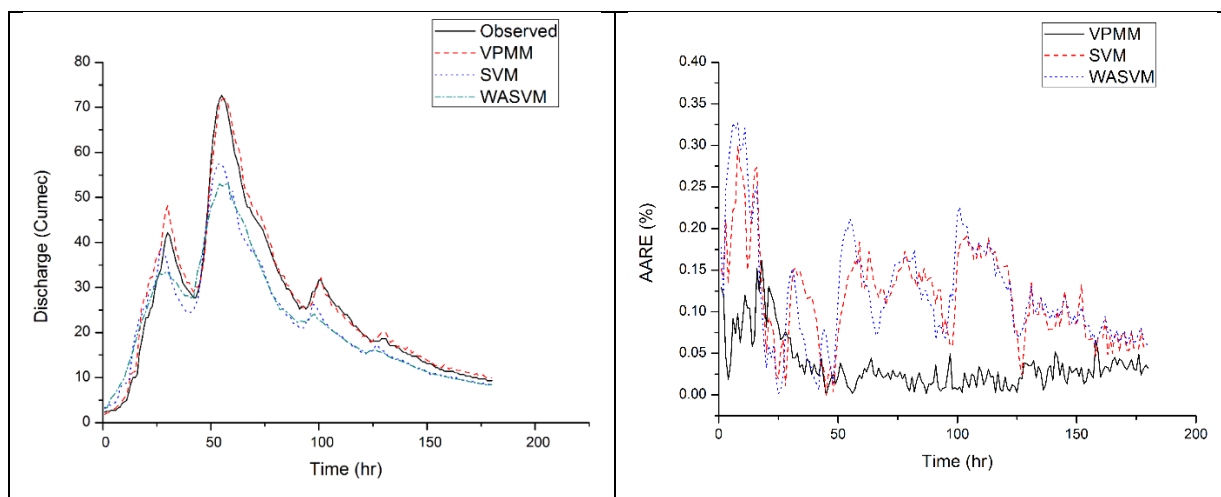 Observed
VPMM
SVM
WASVM
80
70
60
50
40
30
20
10
0
Discharge (Cumec)
0 50 100 150 200
Time (hr)
VPMM
SVM
WASVM
0.40
0.35
0.30
0.25
0.20
0.15
0.10
0.05
0.00
AARE (%)
0 50 100 150 200
Time (hr)